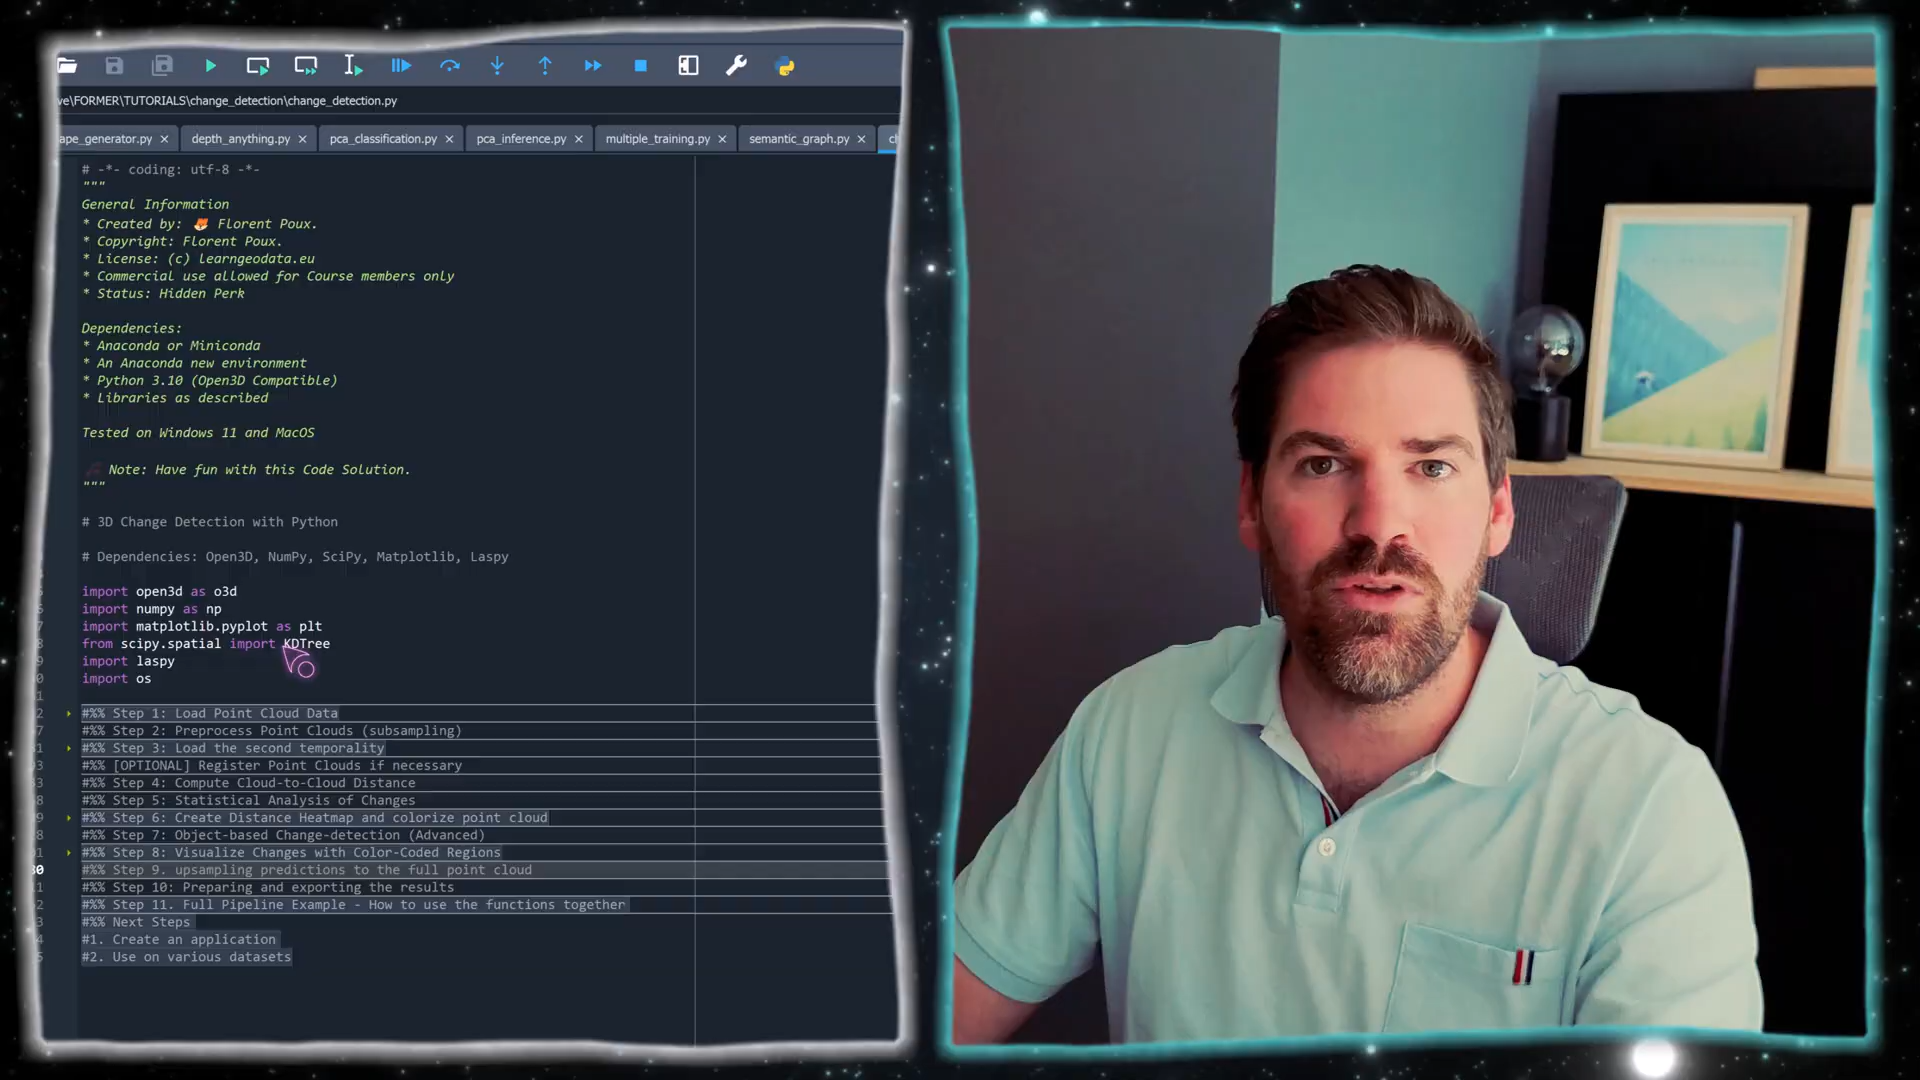 ve\FORMER\TUTORIALS\change_detection\change_detection.py
ape_generator.py
depth_anything.py
pca_classification.py
pca_inference.py
multiple_training.py
semantic_graph.py
# -*- coding: utf-8 -*-
"""
General Information
* Created by: 🦊 Florent Poux.
* Copyright: Florent Poux.
* License: (c) learngeodata.eu
* Commercial use allowed for Course members only
* Status: Hidden Perk
Dependencies:
* Anaconda or Miniconda
* An Anaconda new environment
* Python 3.10 (Open3D Compatible)
* Libraries as described
Tested on Windows 11 and MacOS
Note: Have fun with this Code Solution.
"""
# 3D Change Detection with Python
# Dependencies: Open3D, NumPy, SciPy, Matplotlib, Laspy
import open3d as o3d
import numpy as np
import matplotlib.pyplot as plt
from scipy.spatial import KDTree
import laspy
import os
#%% Step 1: Load Point Cloud Data
#%% Step 2: Preprocess Point Clouds (subsampling)
#%% Step 3: Load the second temporality
#%% [OPTIONAL] Register Point Clouds if necessary
#%% Step 4: Compute Cloud-to-Cloud Distance
#%% Step 5: Statistical Analysis of Changes
#%% Step 6: Create Distance Heatmap and colorize point cloud
#%% Step 7: Object-based Change-detection (Advanced)
#%% Step 8: Visualize Changes with Color-Coded Regions
#%% Step 9. upsampling predictions to the full point cloud
#%% Step 10: Preparing and exporting the results
#%% Step 11. Full Pipeline Example - How to use the functions together
#%% Next Steps
#1. Create an application
#2. Use on various datasets